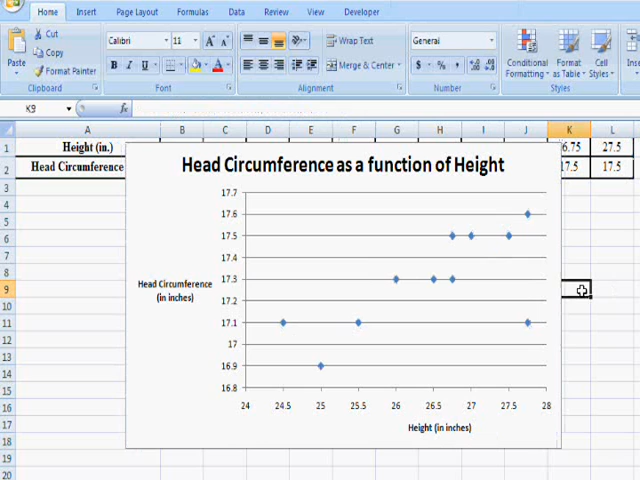 Home Insert Page Layout Formulas Data Review View Developer
Paste
Cut
Copy
Format Painter
Clipboard
Calibri 11 A A
B I U A
Font
Wrap Text
Merge & Center
Alignment
General
$ % ,
Number
Conditional Formatting
Format as Table
Cell Styles
Styles
K9 fx
A B C D E F G H I J K L
1 Height (in.) 6.75 27.5
2 Head Circumference 17.5 17.5
3
4
5
6
7
8
9
10
11
12
13
14
15
16
17
18
19
20
Head Circumference as a function of Height
17.7
17.6
17.5
17.4
17.3
17.2
17.1
17
16.9
16.8
Head Circumference
(in inches)
24 24.5 25 25.5 26 26.5 27 27.5 28
Height (in inches)